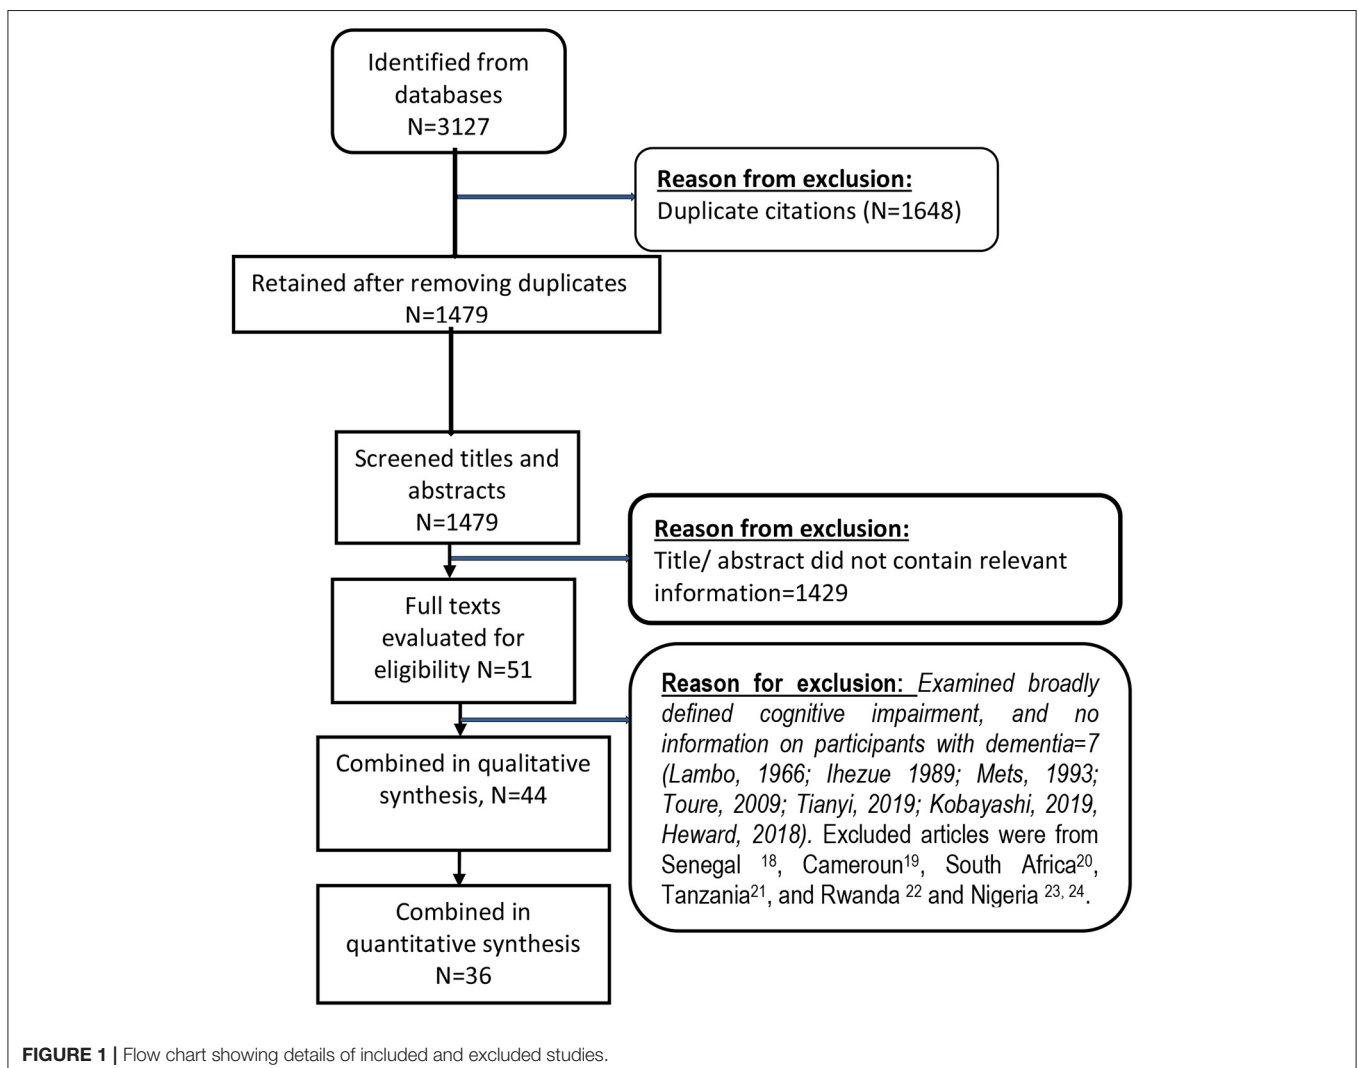 Identified from
databases
N=3127
Reason from exclusion:
Duplicate citations (N=1648)
Retained after removing duplicates
N=1479
Screened titles and
abstracts
N=1479
Reason from exclusion:
Title/ abstract did not contain relevant
information=1429
Full texts
evaluated for
eligibility N=51
Reason for exclusion: Examined broadly
defined cognitive impairment, and no
information on participants with dementia=7
(Lambo, 1966; Ihezue 1989; Mets, 1993;
Toure, 2009; Tianyi, 2019; Kobayashi, 2019,
Heward, 2018). Excluded articles were from
Senegal 18, Cameroun19, South Africa20,
Tanzania21, and Rwanda 22 and Nigeria 23, 24.
Combined in qualitative
synthesis, N=44
Combined in
quantitative synthesis
N=36
FIGURE 1 | Flow chart showing details of included and excluded studies.